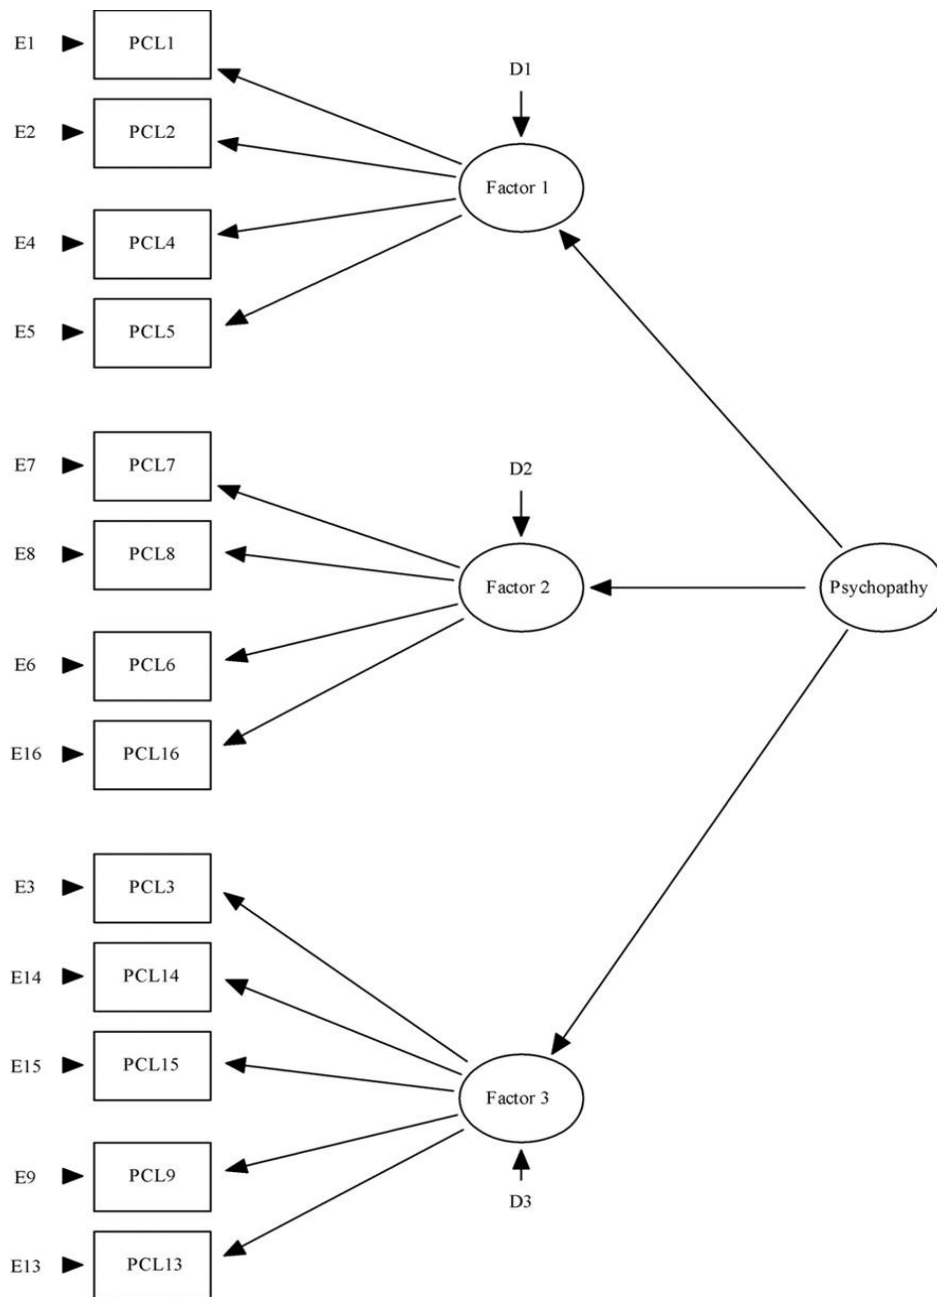 E1 PCL1
D1
E2 PCL2
Factor 1
E4 PCL4
E5 PCL5
E7 PCL7
D2
E8 PCL8
Factor 2 Psychopathy
E6 PCL6
E16 PCL16
E3 PCL3
E14 PCL14
E15 PCL15
Factor 3
E9 PCL9
D3
E13 PCL13